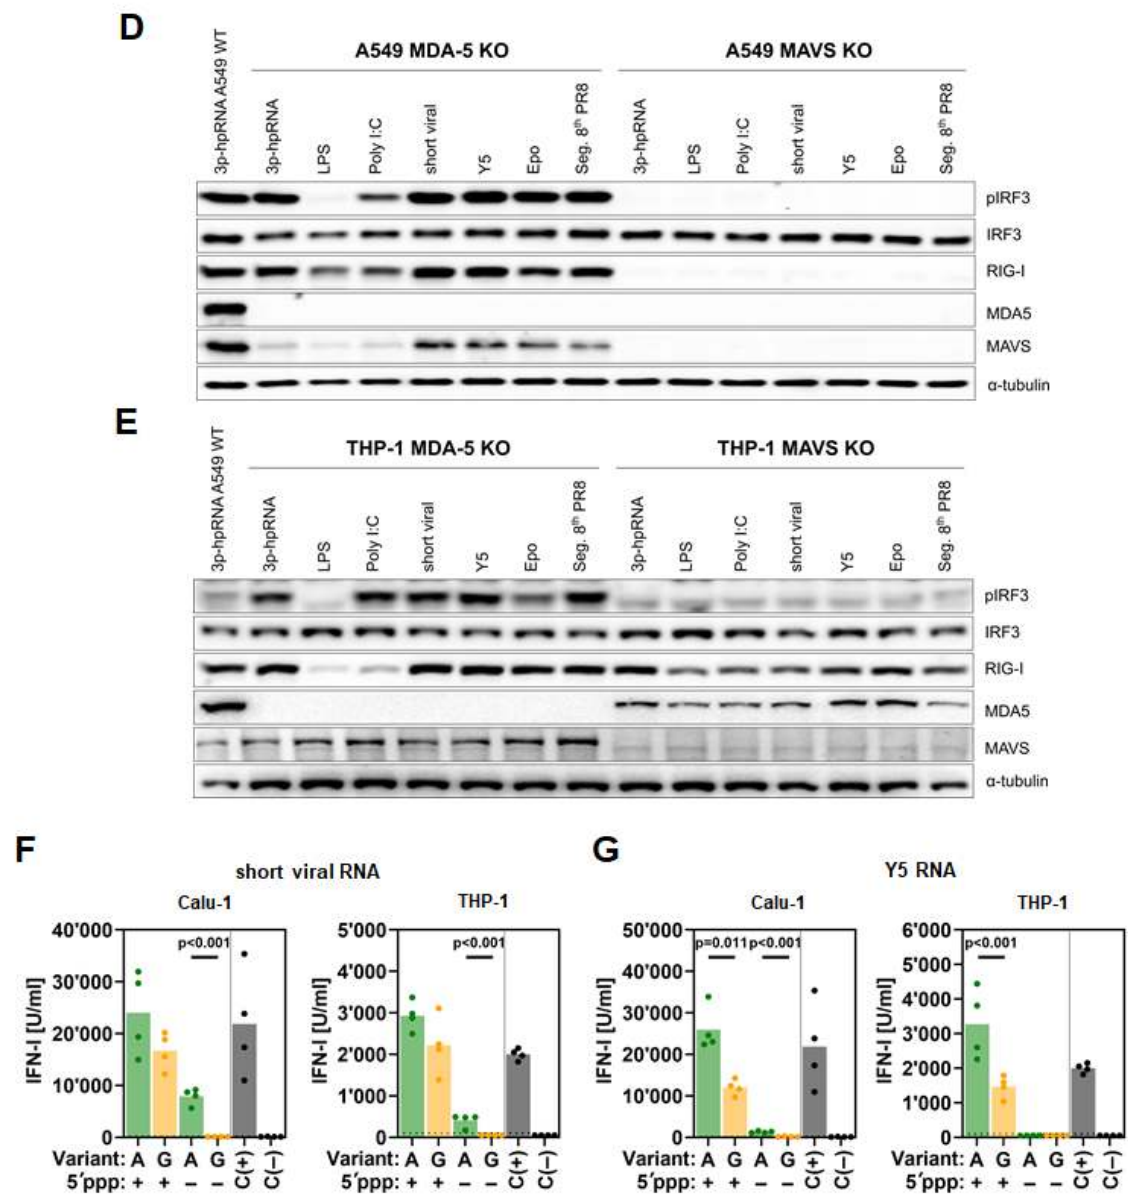 D
A549 MDA-5 KO
A549 MAVS KO
3p-hpRNA A549 WT
3p-hpRNA
LPS
Poly I:C
short viral
Y5
Epo
Seg. 8th PR8
3p-hpRNA
LPS
Poly I:C
short viral
Y5
Epo
Seg. 8th PR8
pIRF3
IRF3
RIG-I
MDA5
MAVS
α-tubulin
E
THP-1 MDA-5 KO
THP-1 MAVS KO
3p-hpRNA A549 WT
3p-hpRNA
LPS
Poly I:C
short viral
Y5
Epo
Seg. 8th PR8
3p-hpRNA
LPS
Poly I:C
short viral
Y5
Epo
Seg. 8th PR8
pIRF3
IRF3
RIG-I
MDA5
MAVS
α-tubulin
F
short viral RNA
Calu-1
IFN-I [U/ml]
40'000
30'000
20'000
10'000
0
p<0.001
Variant: A G A G C(+) C(−)
5′ppp: + + − −
THP-1
IFN-I [U/ml]
5'000
4'000
3'000
2'000
1'000
0
p<0.001
A G A G C(+) C(−)
+ + − −
G
Y5 RNA
Calu-1
IFN-I [U/ml]
50'000
40'000
30'000
20'000
10'000
0
p=0.011 p<0.001
Variant: A G A G C(+) C(−)
5′ppp: + + − −
THP-1
IFN-I [U/ml]
6'000
5'000
4'000
3'000
2'000
1'000
0
p<0.001
A G A G C(+) C(−)
+ + − −